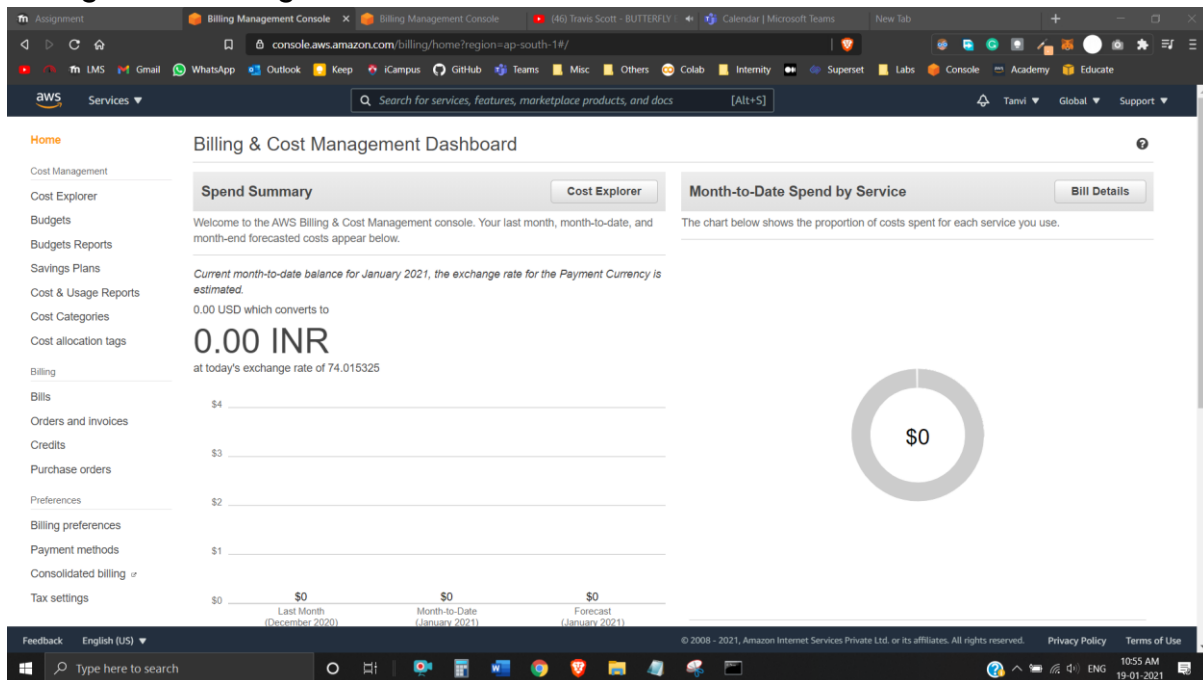 Assignment
Billing Management Console
Billing Management Console
(46) Travis Scott - BUTTERFLY
Calendar | Microsoft Teams
New Tab
console.aws.amazon.com/billing/home?region=ap-south-1#/
LMS
Gmail
WhatsApp
Outlook
Keep
iCampus
GitHub
Teams
Misc
Others
Colab
Internity
Superset
Labs
Console
Academy
Educate
aws
Services
Search for services, features, marketplace products, and docs
[Alt+S]
Tanvi
Global
Support
Home
Cost Management
Cost Explorer
Budgets
Budgets Reports
Savings Plans
Cost & Usage Reports
Cost Categories
Cost allocation tags
Billing
Bills
Orders and invoices
Credits
Purchase orders
Preferences
Billing preferences
Payment methods
Consolidated billing
Tax settings
Billing & Cost Management Dashboard
Spend Summary
Cost Explorer
Welcome to the AWS Billing & Cost Management console. Your last month, month-to-date, and
month-end forecasted costs appear below.
Current month-to-date balance for January 2021, the exchange rate for the Payment Currency is
estimated.
0.00 USD which converts to
0.00 INR
at today's exchange rate of 74.015325
$4
$3
$2
$1
$0
$0
$0
$0
Last Month
(December 2020)
Month-to-Date
(January 2021)
Forecast
(January 2021)
Month-to-Date Spend by Service
Bill Details
The chart below shows the proportion of costs spent for each service you use.
$0
Feedback
English (US)
© 2008 - 2021, Amazon Internet Services Private Ltd. or its affiliates. All rights reserved.
Privacy Policy
Terms of Use
Type here to search
ENG
10:55 AM
19-01-2021